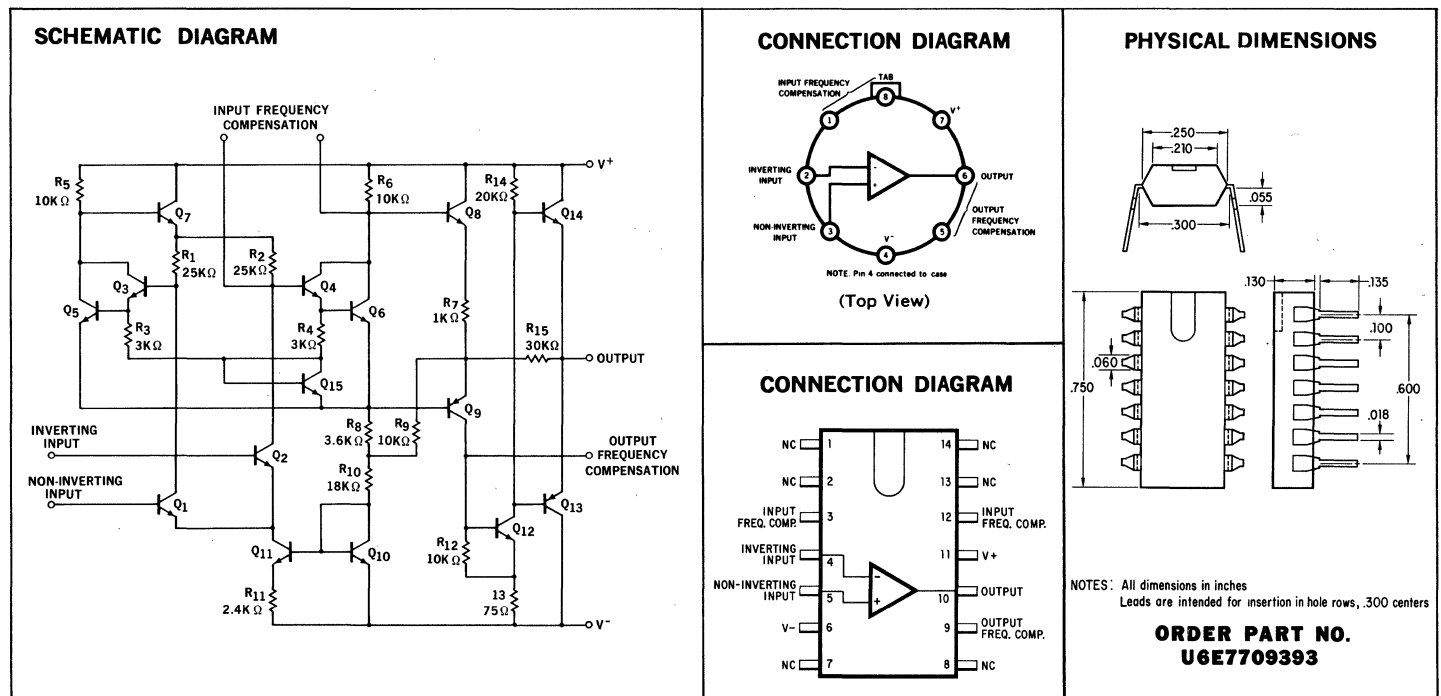 SCHEMATIC DIAGRAM
INPUT FREQUENCY
COMPENSATION
V+
R5
10KΩ
R6
10KΩ
R14
20KΩ
Q7
Q8
Q14
R1
25KΩ
R2
25KΩ
Q3
Q4
Q5
Q6
R3
3KΩ
R4
3KΩ
R7
1KΩ
R15
30KΩ
OUTPUT
Q15
Q9
R8
3.6KΩ
R9
10KΩ
INVERTING
INPUT
Q2
OUTPUT
FREQUENCY
COMPENSATION
R10
18KΩ
NON-INVERTING
INPUT
Q1
Q13
Q12
Q11
Q10
R12
10KΩ
R11
2.4KΩ
13
75Ω
V-
CONNECTION DIAGRAM
INPUT FREQUENCY
COMPENSATION
TAB
8
1
7
V+
INVERTING
INPUT
2
-
+
6
OUTPUT
NON-INVERTING
INPUT
3
5
OUTPUT
FREQUENCY
COMPENSATION
V-
4
NOTE. Pin 4 connected to case
(Top View)
CONNECTION DIAGRAM
NC 1 14 NC
NC 2 13 NC
INPUT
FREQ. COMP.
3
12
INPUT
FREQ. COMP.
INVERTING
INPUT
4
11 V+
NON-INVERTING
INPUT
5
-
+
10
OUTPUT
V- 6
9
OUTPUT
FREQ. COMP.
NC 7 8 NC
PHYSICAL DIMENSIONS
.250
.210
.055
.300
.130
.135
.100
.060
.750
.600
.018
NOTES: All dimensions in inches
Leads are intended for insertion in hole rows, .300 centers
ORDER PART NO.
U6E7709393